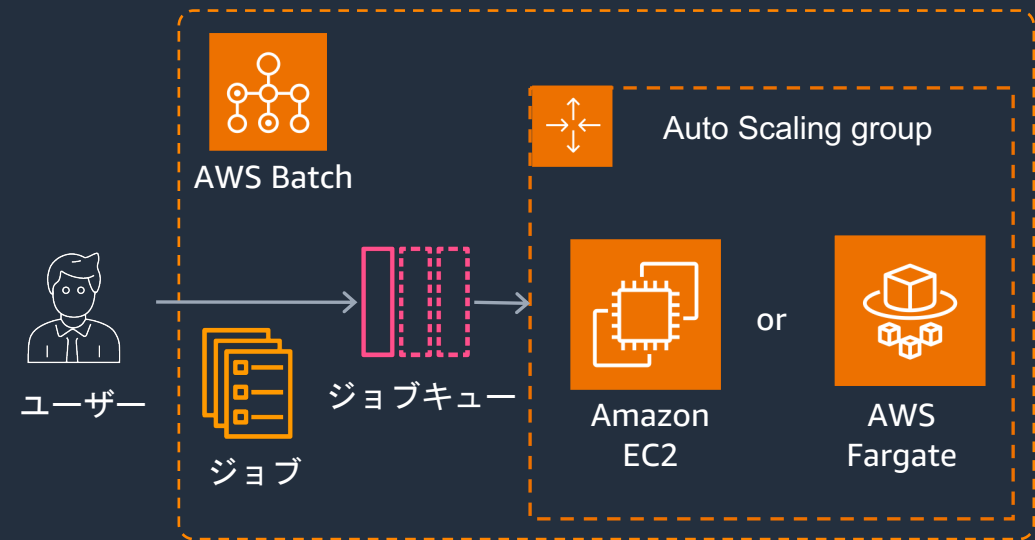 AWS Batch
Auto Scaling group
ユーザー
ジョブ
ジョブキュー
Amazon
EC2
or
AWS
Fargate